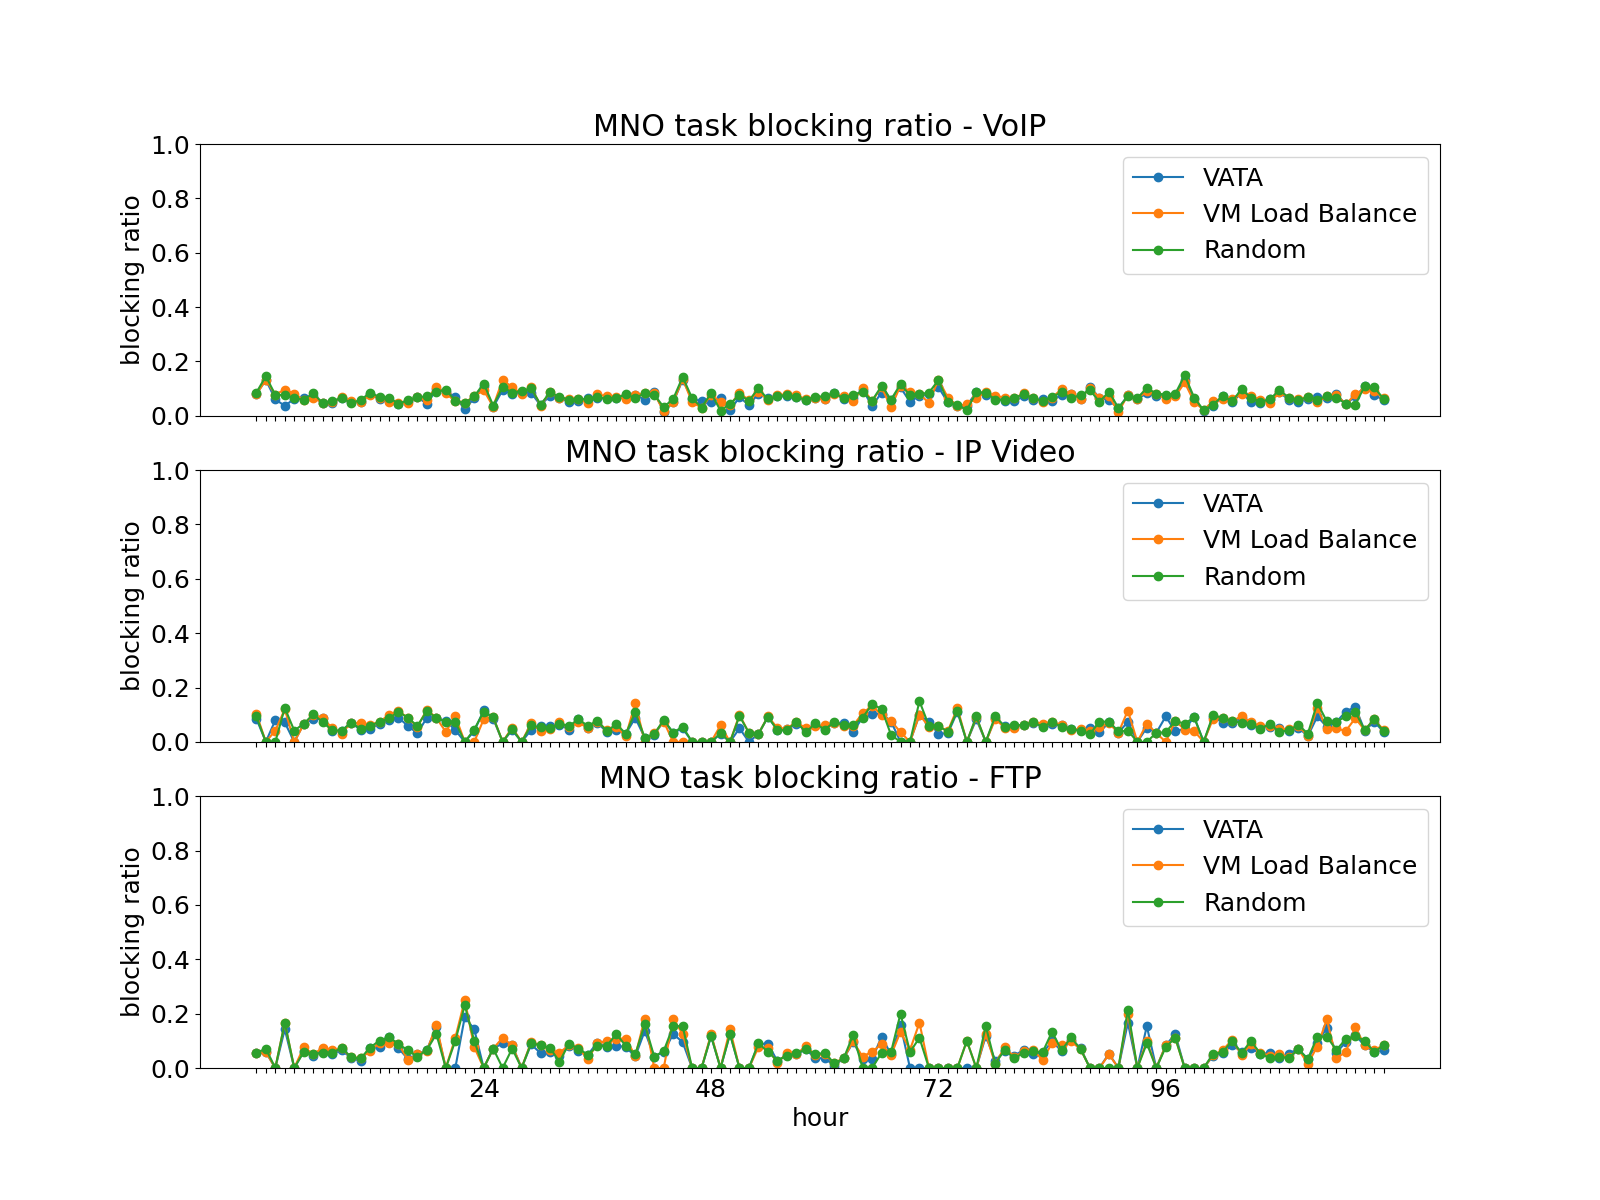 MNO task blocking ratio - VoIP
1.0
0.8
0.6
0.4
0.2
0.0
blocking ratio
VATA
VM Load Balance
Random
MNO task blocking ratio - IP Video
1.0
0.8
0.6
0.4
0.2
0.0
blocking ratio
VATA
VM Load Balance
Random
MNO task blocking ratio - FTP
1.0
0.8
0.6
0.4
0.2
0.0
blocking ratio
VATA
VM Load Balance
Random
24 48 72 96
hour